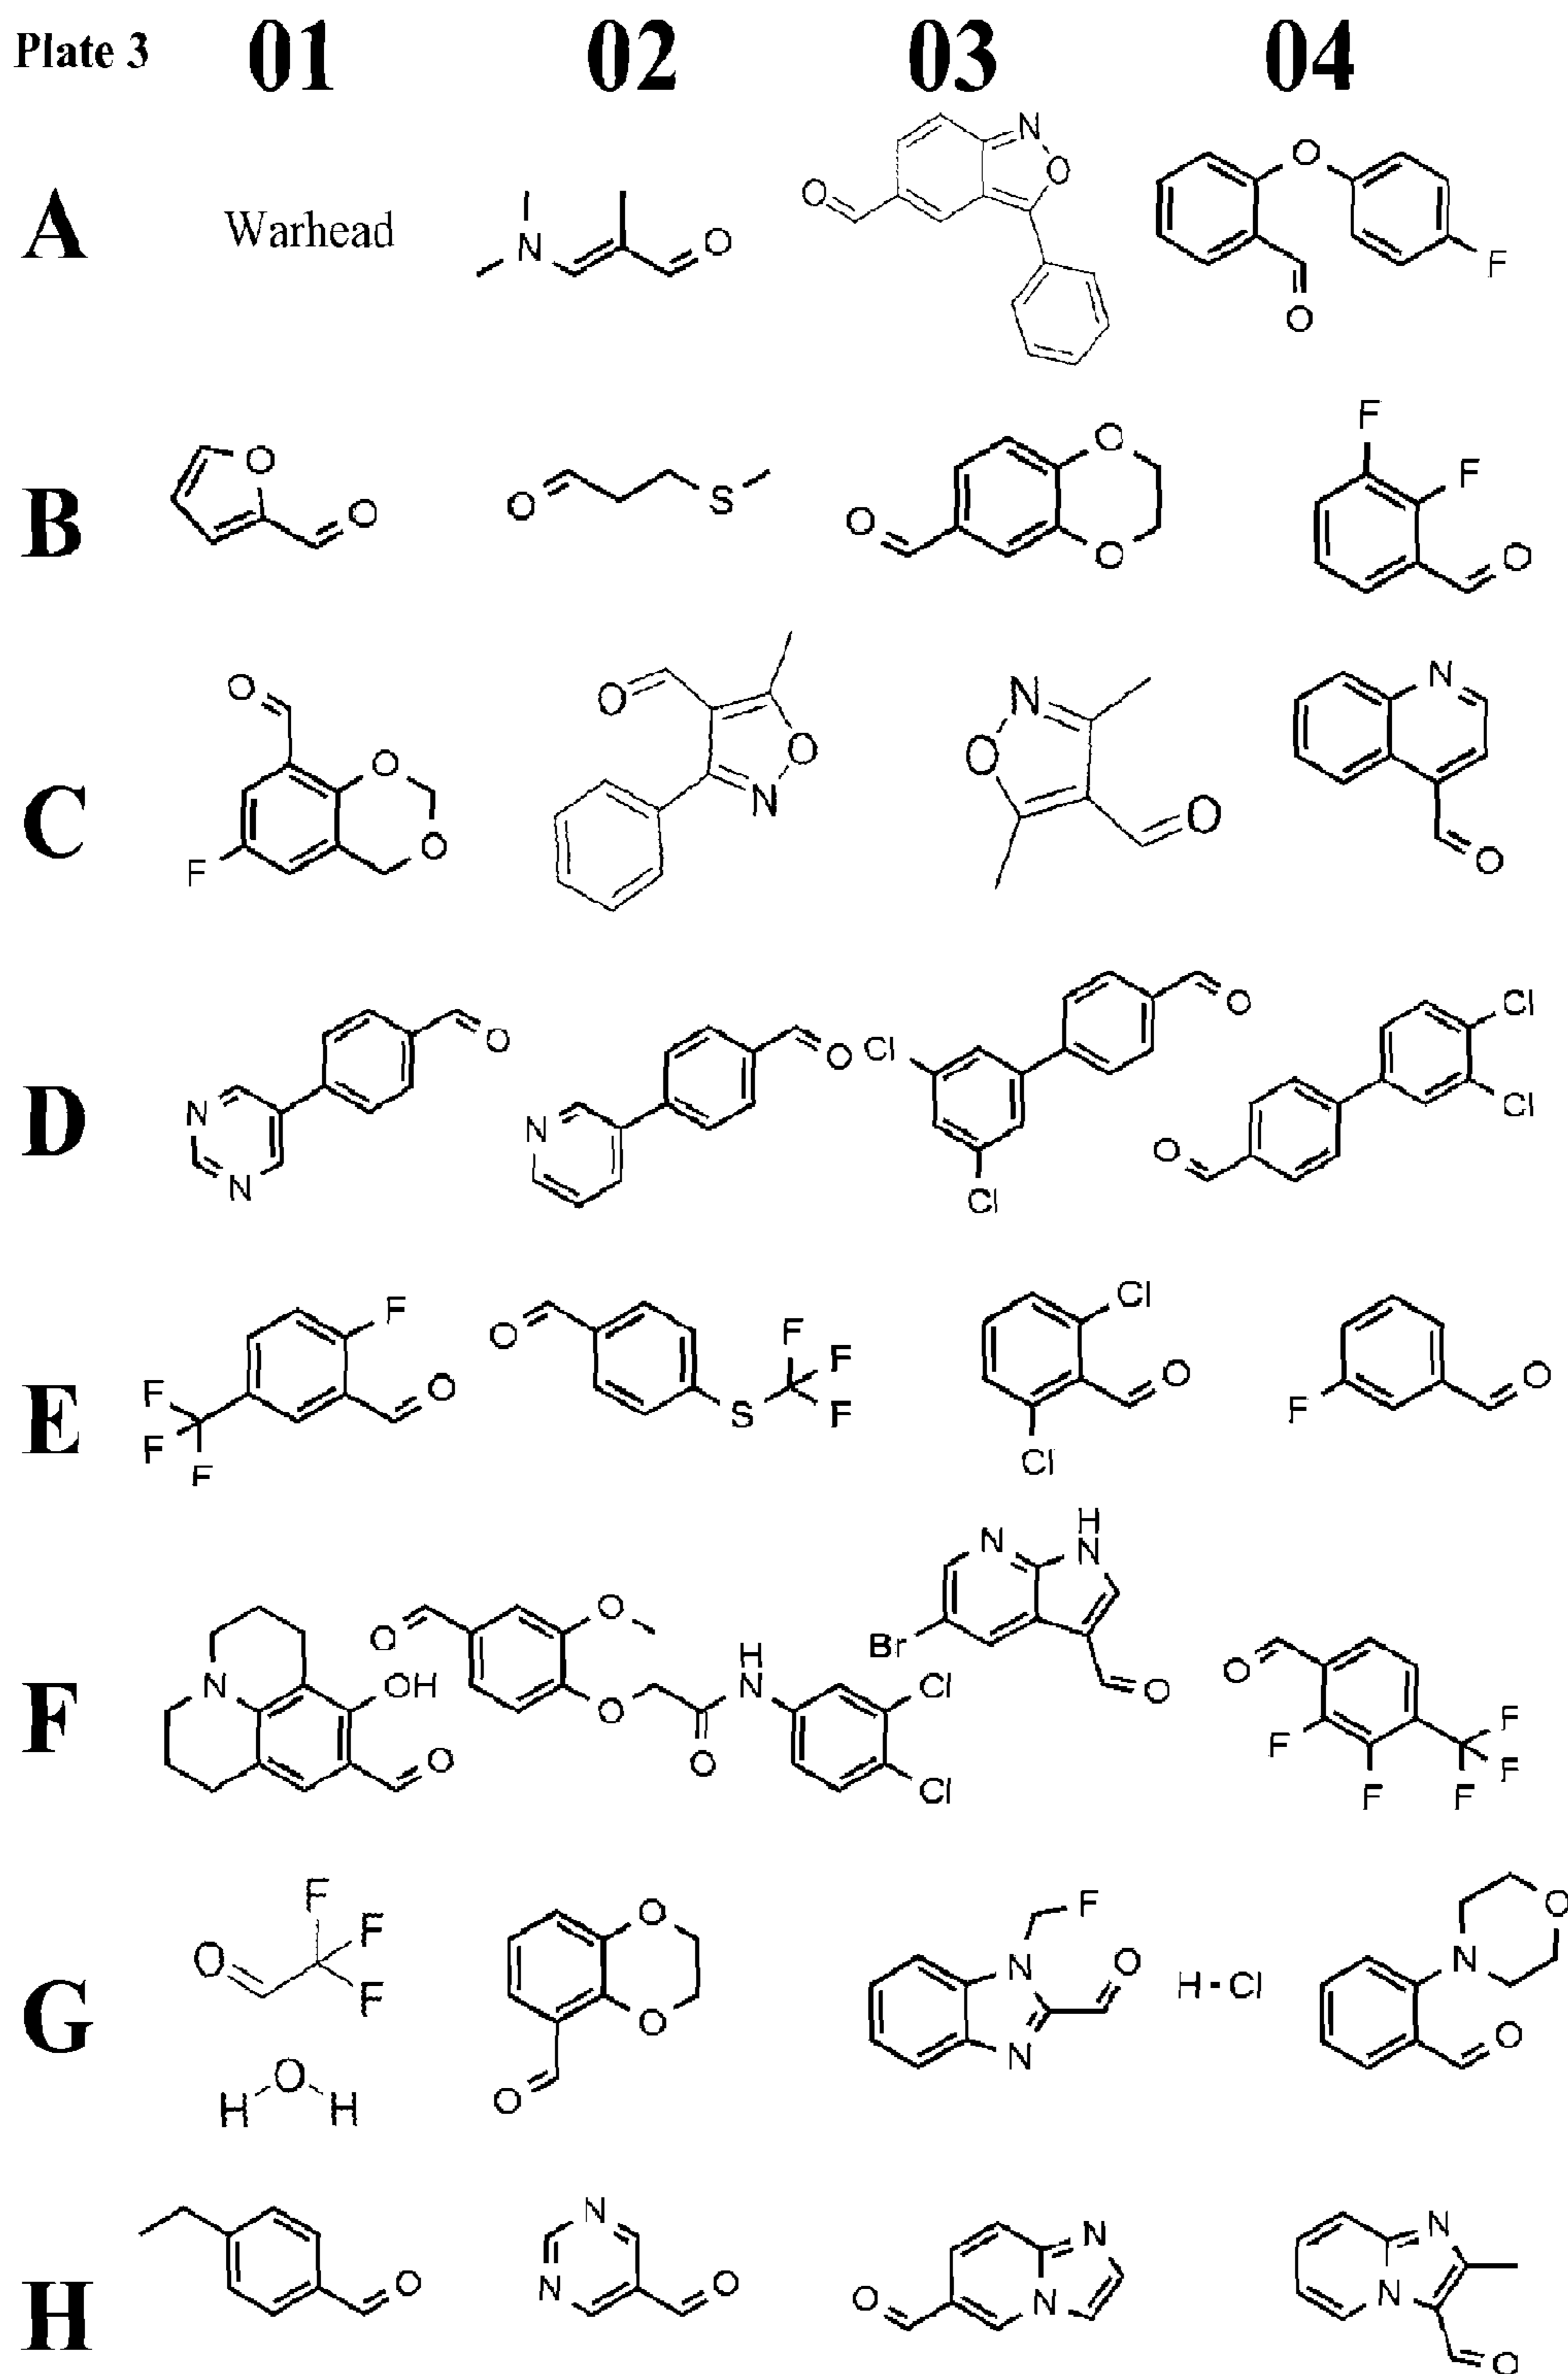 Plate 3 01 02 03 04
A
Warhead
N O
O N O
O F O
B
O O
O S
O O O
F F O
C
O O O F
O O N
N O O
N O
D
N N O
N O
Cl O Cl
Cl Cl O
E
F O F F F
O S F F F
Cl O Cl
F O
F
N OH O
O O O H N O Cl Cl
N H N Br O
O F F F F F
G
O F F F H O H
O O O
F N N O H-Cl
O N O
H
O
N N O
O N N
N N O